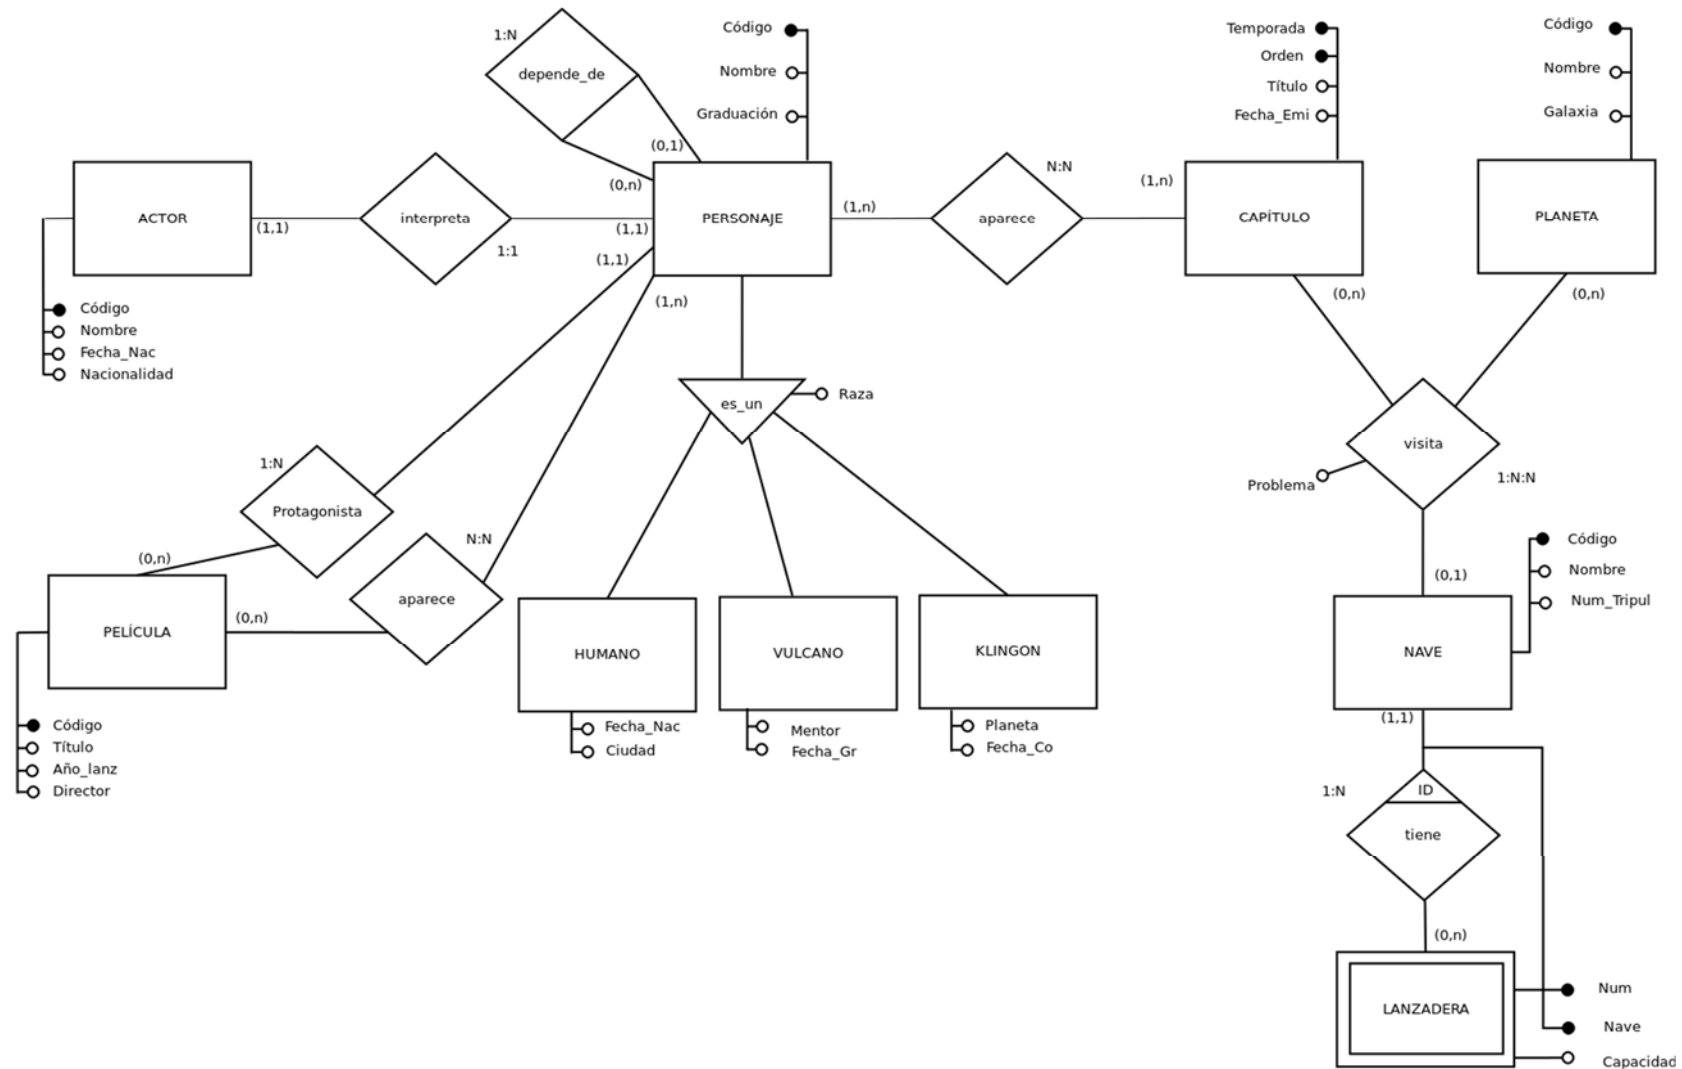 1:N
depende_de
(0,1)
(0,n)
Código
Nombre
Graduación
Temporada
Orden
Título
Fecha_Emi
Código
Nombre
Galaxia
ACTOR
(1,1)
interpreta
1:1
(1,1)
PERSONAJE
(1,n)
aparece
N:N
(1,n)
CAPÍTULO
PLANETA
(1,1)
(1,n)
(0,n)
(0,n)
Código
Nombre
Fecha_Nac
Nacionalidad
es_un
Raza
visita
Problema
1:N:N
1:N
Protagonista
(0,n)
N:N
aparece
(0,n)
PELÍCULA
Código
Título
Año_lanz
Director
HUMANO
Fecha_Nac
Ciudad
VULCANO
Mentor
Fecha_Gr
KLINGON
Planeta
Fecha_Co
(0,1)
NAVE
Código
Nombre
Num_Tripul
(1,1)
1:N
ID
tiene
(0,n)
LANZADERA
Num
Nave
Capacidad